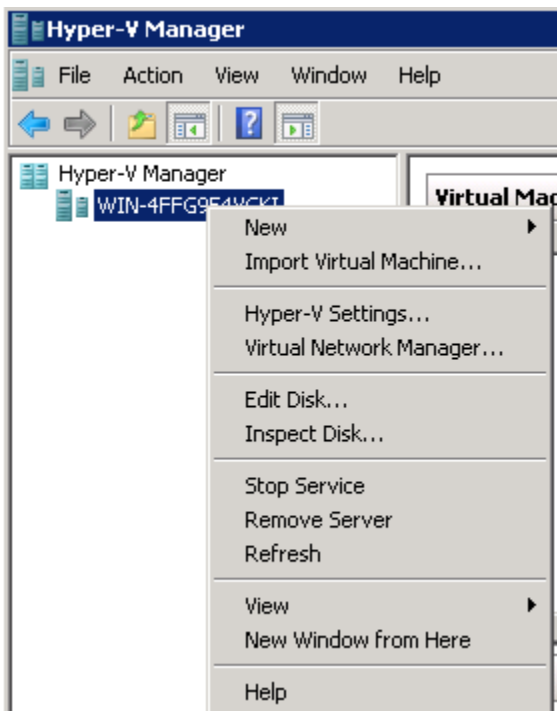 Hyper-V Manager
File Action View Window Help
Hyper-V Manager
Virtual Mac
New
Import Virtual Machine...
Hyper-V Settings...
Virtual Network Manager...
Edit Disk...
Inspect Disk...
Stop Service
Remove Server
Refresh
View
New Window from Here
Help